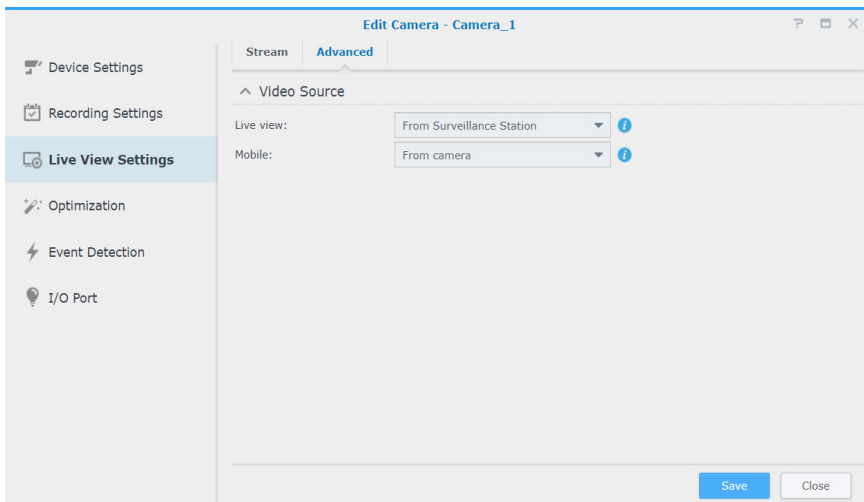 Edit Camera - Camera_1
Device Settings
Recording Settings
Live View Settings
Optimization
Event Detection
I/O Port
Stream Advanced
Video Source
Live view: From Surveillance Station
Mobile: From camera
Save Close